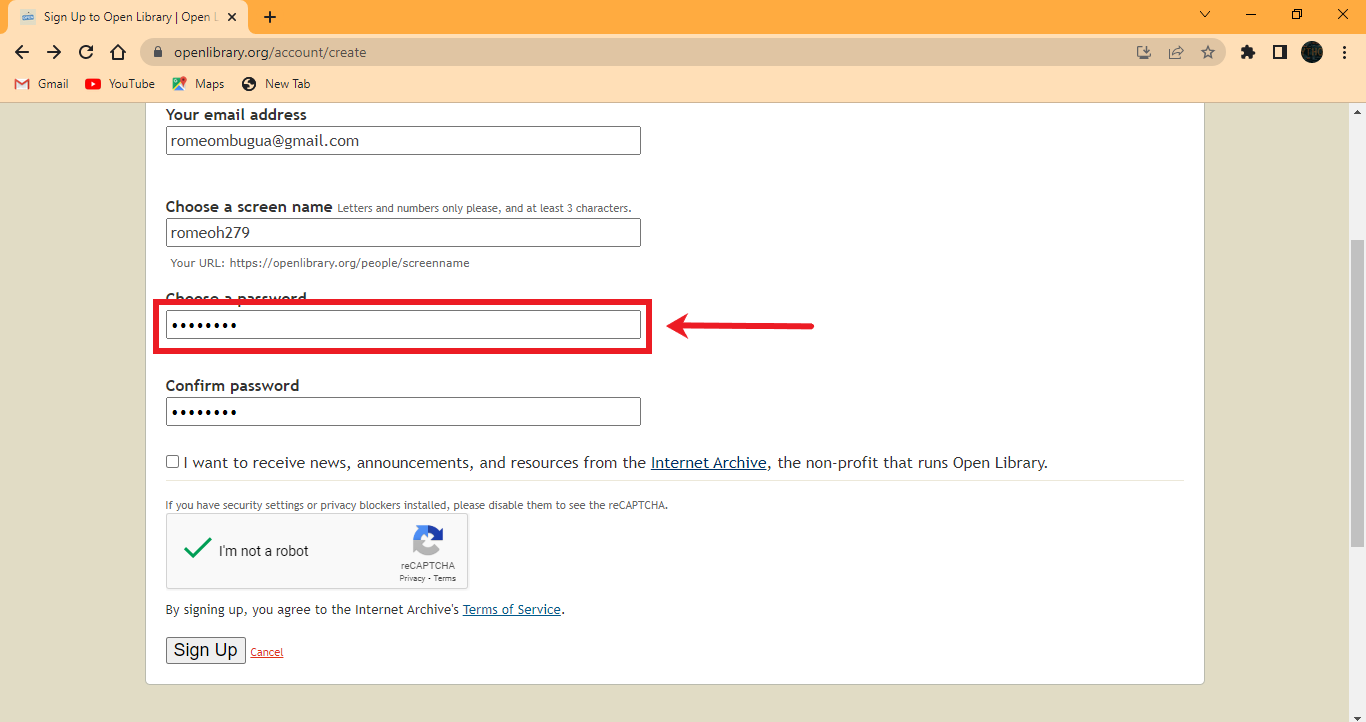 Sign Up to Open Library | Open L
openlibrary.org/account/create
Gmail
YouTube
Maps
New Tab
Your email address
romeombugua@gmail.com
Choose a screen name Letters and numbers only please, and at least 3 characters.
romeoh279
Your URL: https://openlibrary.org/people/screenname
Choose a password
••••••••
Confirm password
••••••••
I want to receive news, announcements, and resources from the Internet Archive, the non-profit that runs Open Library.
If you have security settings or privacy blockers installed, please disable them to see the reCAPTCHA.
I'm not a robot
reCAPTCHA
Privacy - Terms
By signing up, you agree to the Internet Archive's Terms of Service.
Sign Up Cancel